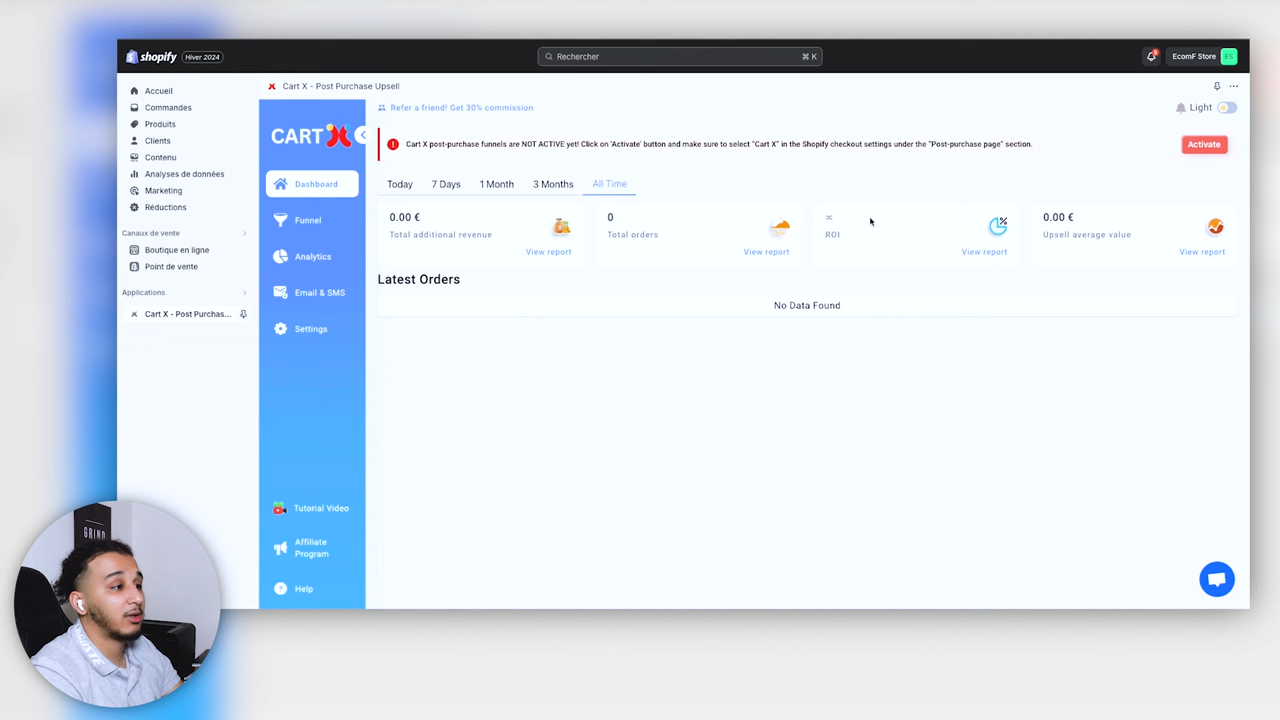 shopify
Hiver 2024
Rechercher
⌘ K
EcomF Store
ES
Accueil
Commandes
Produits
Clients
Contenu
Analyses de données
Marketing
Réductions
Canaux de vente
Boutique en ligne
Point de vente
Applications
Cart X - Post Purchas...
Cart X - Post Purchase Upsell
CART X
Dashboard
Funnel
Analytics
Email & SMS
Settings
Tutorial Video
Affiliate
Program
Help
Refer a friend! Get 30% commission
Light
Cart X post-purchase funnels are NOT ACTIVE yet! Click on 'Activate' button and make sure to select "Cart X" in the Shopify checkout settings under the "Post-purchase page" section.
Activate
Today
7 Days
1 Month
3 Months
All Time
0.00 €
Total additional revenue
View report
0
Total orders
View report
∞
ROI
View report
0.00 €
Upsell average value
View report
Latest Orders
No Data Found
GRIND